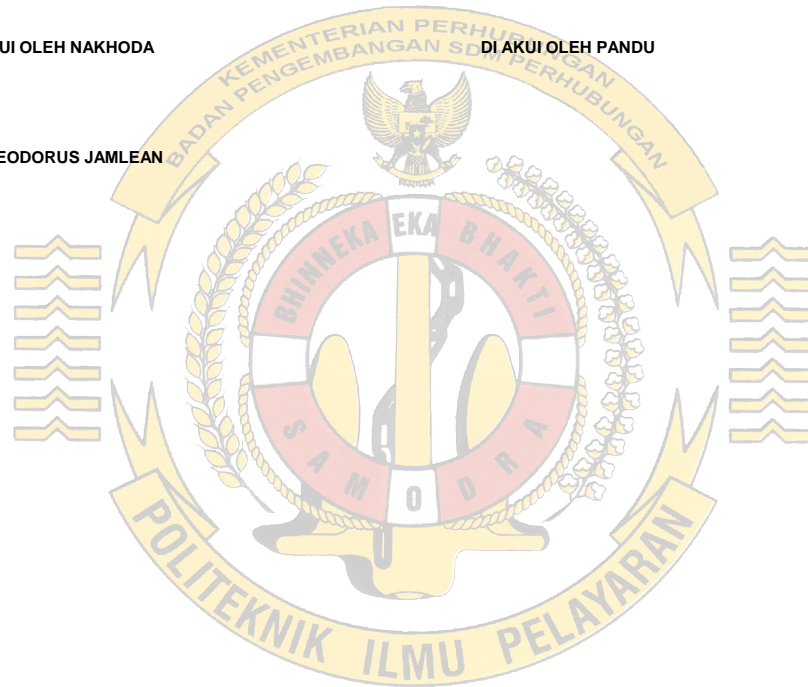 UI OLEH NAKHODA
DI AKUI OLEH PANDU
EODORUS JAMLEAN
KEMENTERIAN PERHUBUNGAN
BADAN PENGEMBANGAN SDM PERHUBUNGAN
BHINNEKA EKA BHAKTI
SAMODRA
POLITEKNIK ILMU PELAYARAN